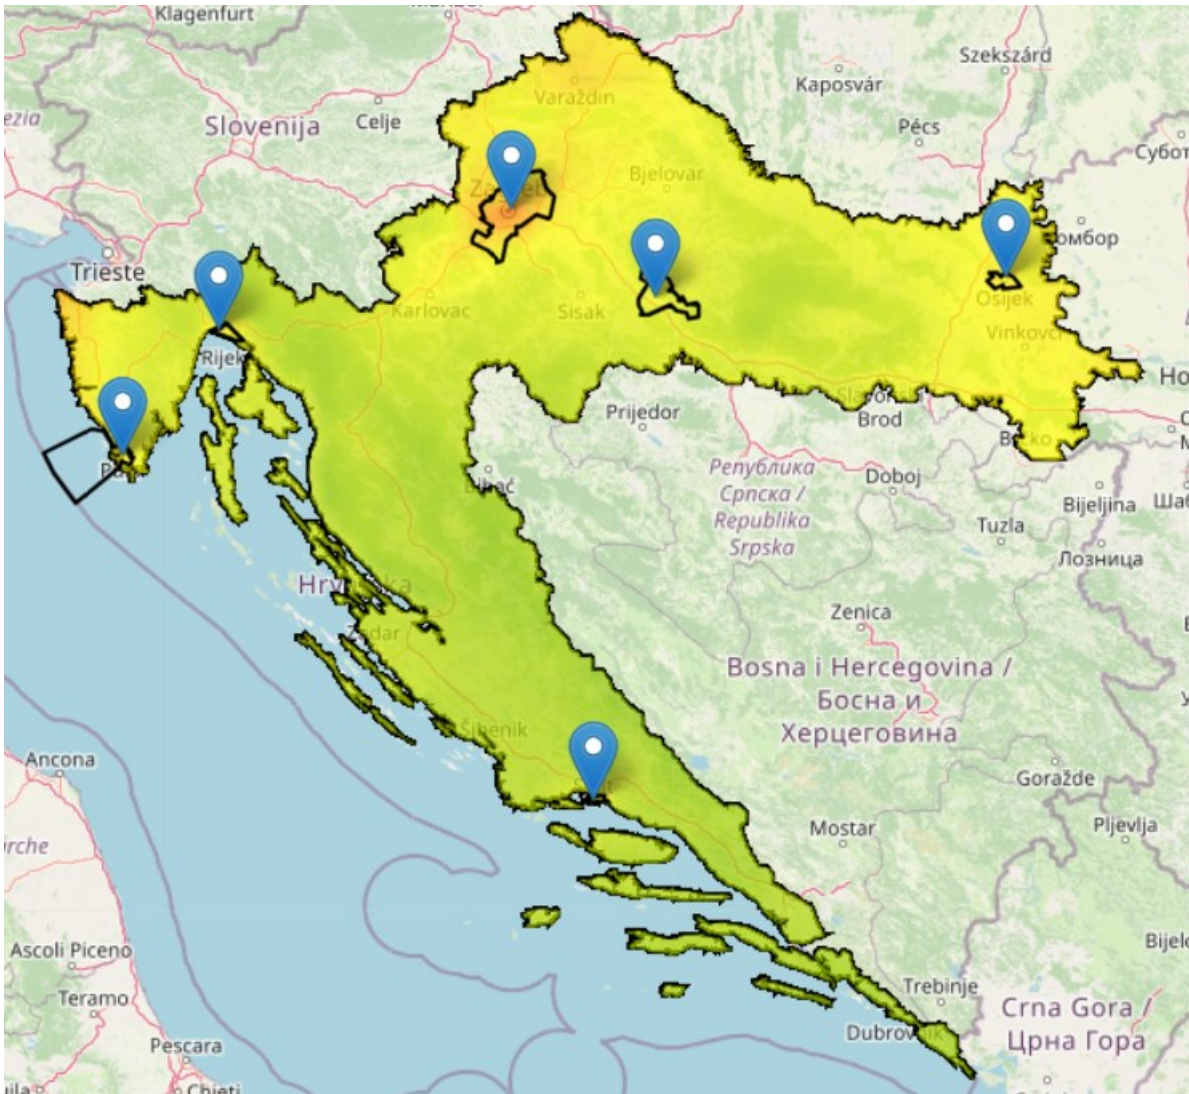 Klagenfurt
Szekszárd
Kaposvár
Varaždin
Slovenija
Celje
Pécs
Bjelovar
Trieste
Osijek
Karlovac
Sisak
Vinkovci
Rijek
Prijedor
Slavonski
Brod
Република
Српска /
Republika
Srpska
Doboj
Bijeljina
Tuzla
Лозница
Zadar
Zenica
Bosna i Hercegovina /
Босна и
Херцеговина
Šibenik
Ancona
Goražde
Mostar
Pljevlja
Ascoli Piceno
Teramo
Trebinje
Crna Gora /
Црна Гора
Dubrovnik
Pescara
Chieti